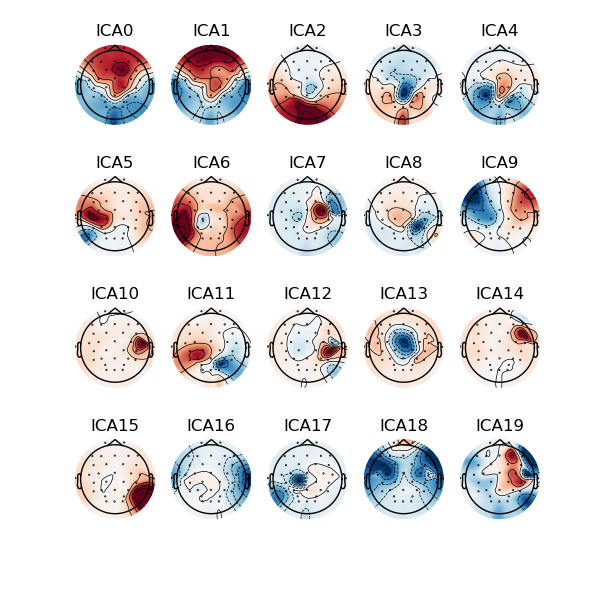 ICA0 ICA1 ICA2 ICA3 ICA4
ICA5 ICA6 ICA7 ICA8 ICA9
ICA10 ICA11 ICA12 ICA13 ICA14
ICA15 ICA16 ICA17 ICA18 ICA19